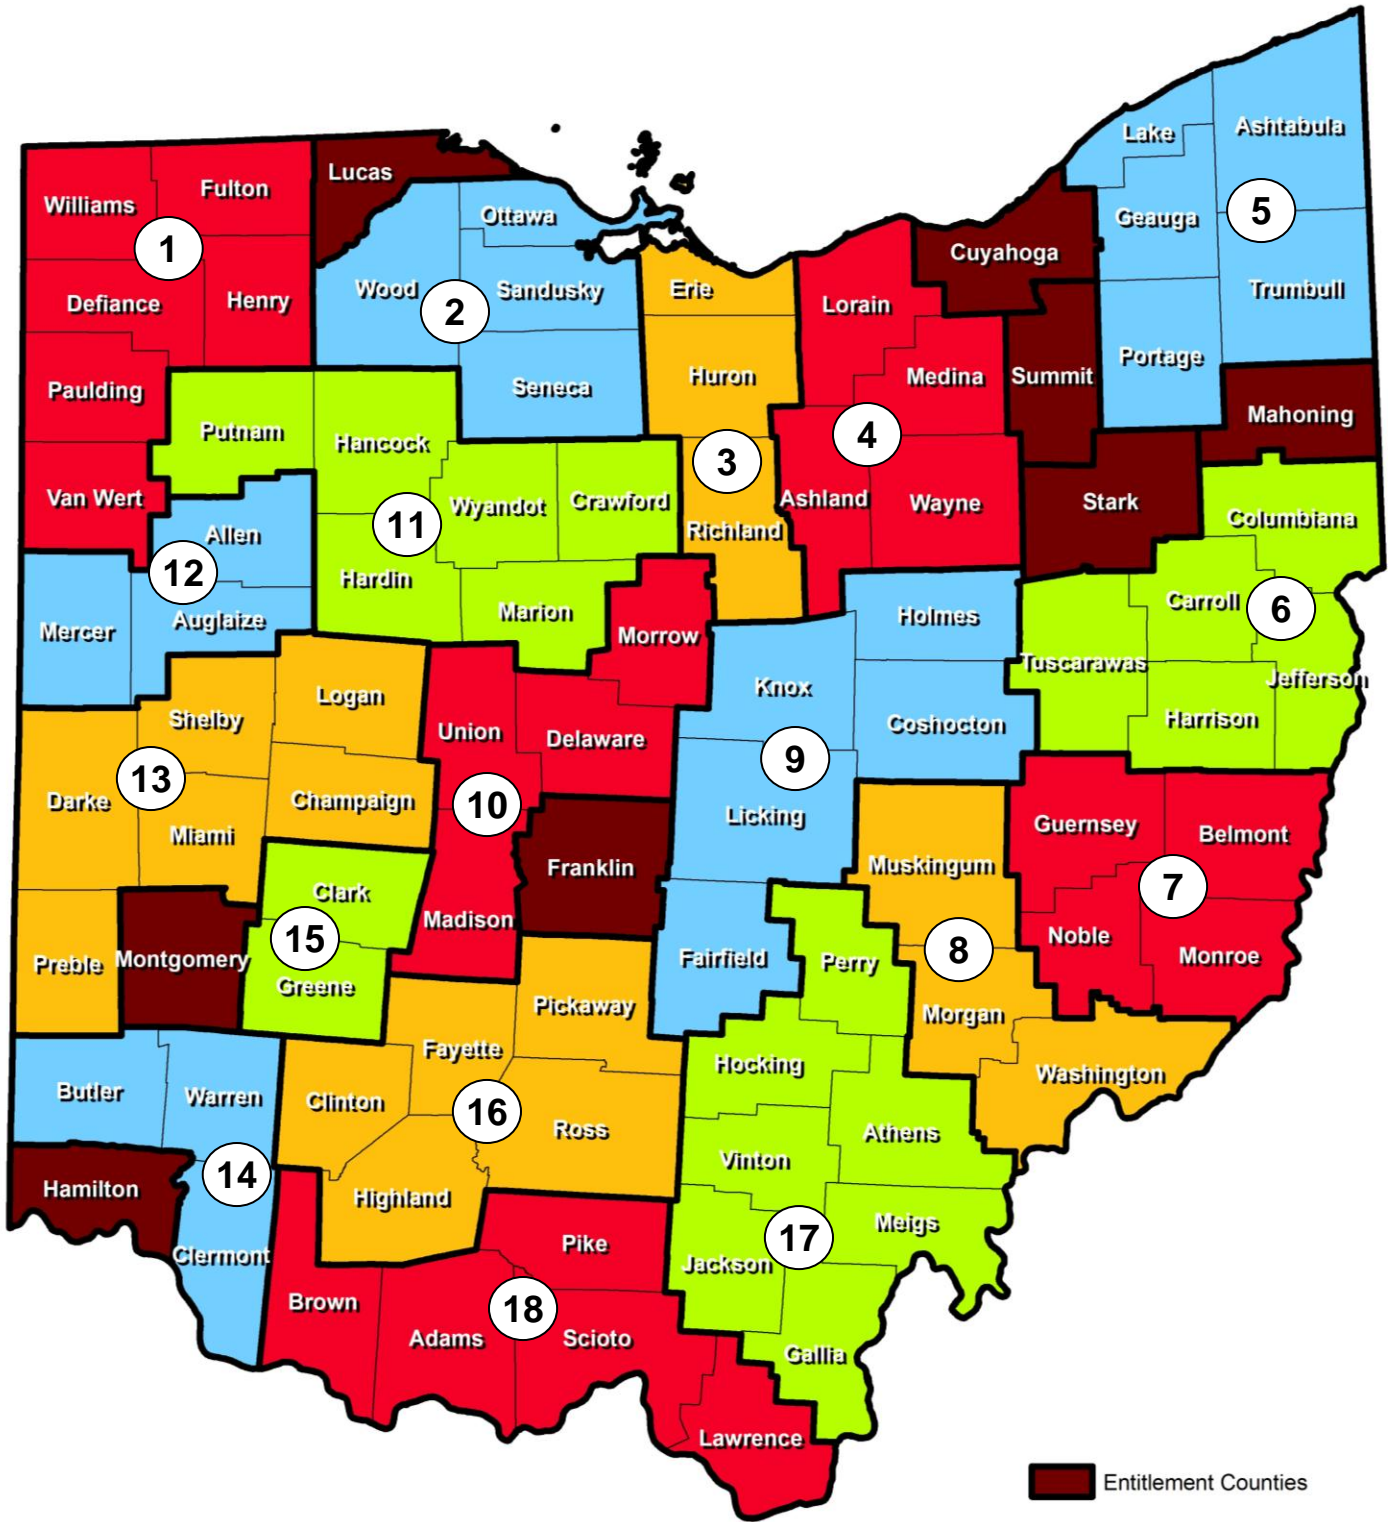 Ashtabula
Lake
Lucas
Fulton
Williams
5
Ottawa
Geauga
1
Cuyahoga
Wood
Sandusky
Erie
Trumbull
Defiance
Henry
2
Lorain
Portage
Huron
Medina
Summit
Seneca
Paulding
Mahoning
Putnam
Hancock
4
3
Van Wert
Wyandot
Crawford
Ashland
Wayne
Stark
Columbiana
11
Richland
Allen
12
Hardin
Carroll
6
Marion
Holmes
Auglaize
Mercer
Morrow
Tuscarawas
Jefferson
Knox
Logan
Shelby
Harrison
Coshocton
Union
Delaware
9
13
Darke
Champaign
10
Licking
Guernsey
Belmont
Miami
Muskingum
Franklin
7
Clark
Madison
Noble
15
8
Montgomery
Preble
Fairfield
Perry
Monroe
Greene
Pickaway
Morgan
Fayette
Hocking
Washington
Butler
Warren
Clinton
16
Ross
Athens
Vinton
14
Hamilton
Highland
Meigs
17
Pike
Clermont
Jackson
Brown
18
Adams
Scioto
Gallia
Lawrence
Entitlement Counties